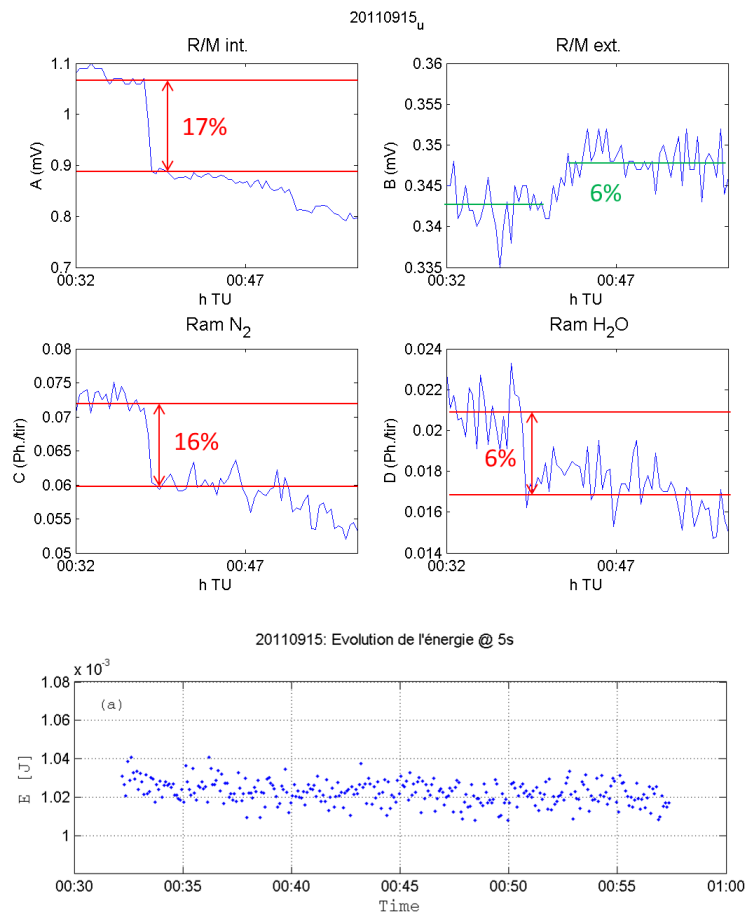 20110915u
R/M int.
R/M ext.
1.1
1
0.9
0.8
0.7
A (mV)
17%
00:32
00:47
h TU
0.36
0.355
0.35
0.345
0.34
0.335
B (mV)
6%
00:32
00:47
h TU
Ram N2
Ram H2O
0.08
0.075
0.07
0.065
0.06
0.055
0.05
C (Ph./tir)
16%
00:32
00:47
h TU
0.024
0.022
0.02
0.018
0.016
0.014
D (Ph./tir)
6%
00:32
00:47
h TU
20110915: Evolution de l'énergie @ 5s
x 10-3
1.08
1.06
1.04
1.02
1
E [J]
(a)
00:30
00:35
00:40
00:45
00:50
00:55
01:00
Time